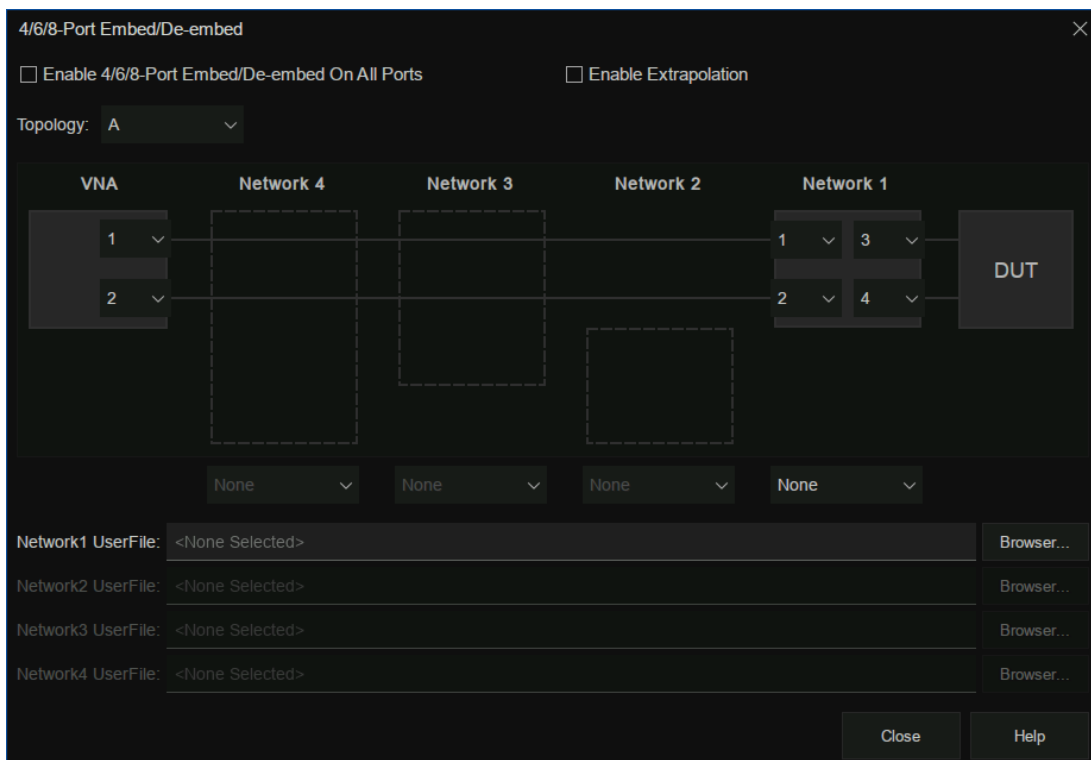 4/6/8-Port Embed/De-embed
Enable 4/6/8-Port Embed/De-embed On All Ports Enable Extrapolation
Topology: A
VNA Network 4 Network 3 Network 2 Network 1
1 1 3
DUT
2 2 4
None None None None
Network1 UserFile: <None Selected> Browser...
Network2 UserFile: <None Selected> Browser...
Network3 UserFile: <None Selected> Browser...
Network4 UserFile: <None Selected> Browser...
Close Help